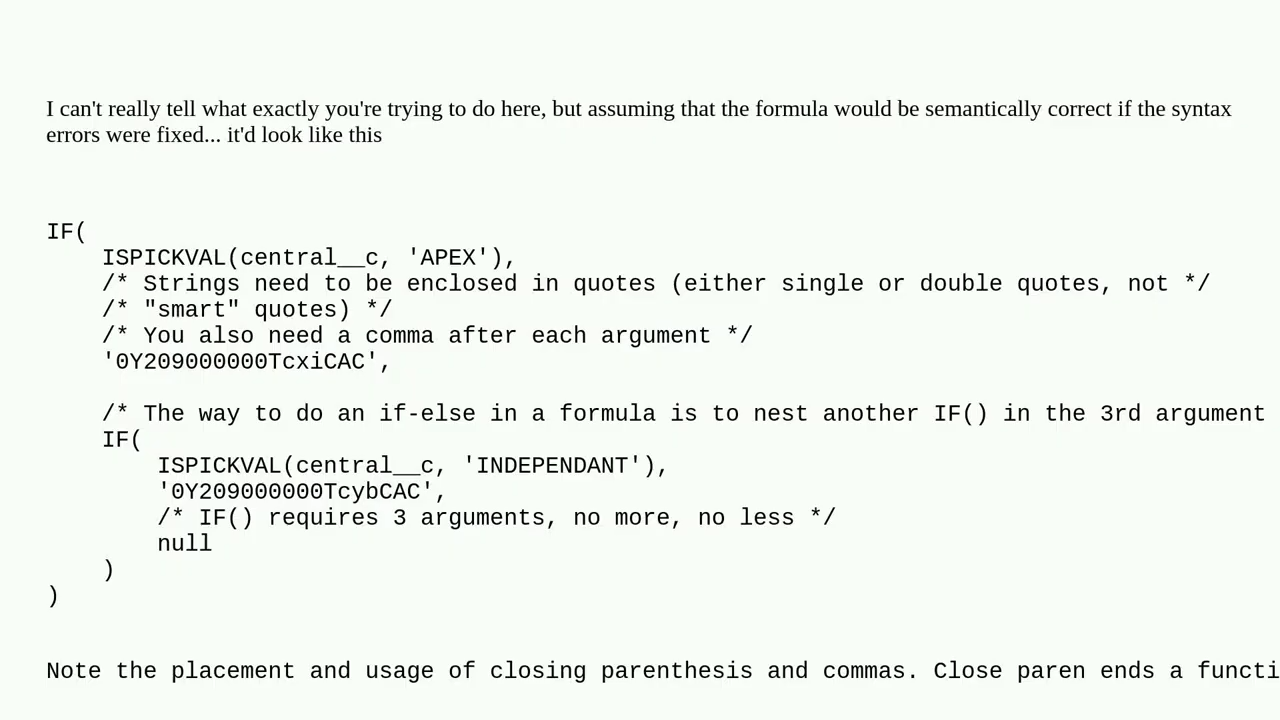 I can't really tell what exactly you're trying to do here, but assuming that the formula would be semantically correct if the syntax
errors were fixed... it'd look like this
IF(
    ISPICKVAL(central__c, 'APEX'),
    /* Strings need to be enclosed in quotes (either single or double quotes, not */
    /* "smart" quotes) */
    /* You also need a comma after each argument */
    '0Y209000000TcxiCAC',
    /* The way to do an if-else in a formula is to nest another IF() in the 3rd argument
    IF(
        ISPICKVAL(central__c, 'INDEPENDANT'),
        '0Y209000000TcybCAC',
        /* IF() requires 3 arguments, no more, no less */
        null
    )
)
Note the placement and usage of closing parenthesis and commas. Close paren ends a functi